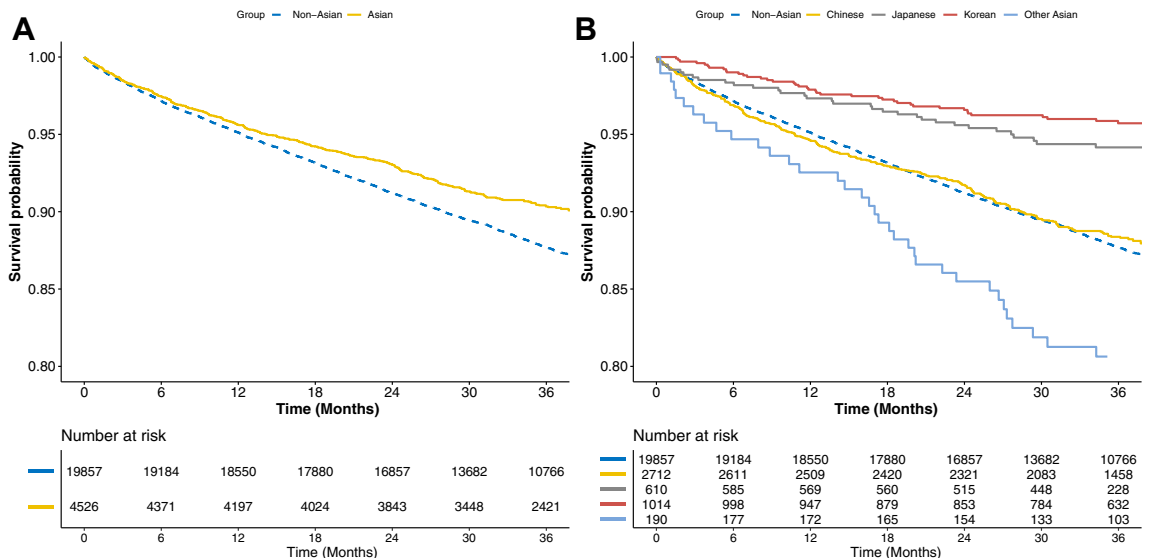 A
Group Non-Asian Asian
1.00
0.95
0.90
0.85
0.80
Survival probability
0 6 12 18 24 30 36
Time (Months)
Number at risk
19857 19184 18550 17880 16857 13682 10766
4526 4371 4197 4024 3843 3448 2421
0 6 12 18 24 30 36
Time (Months)
B
Group Non-Asian Chinese Japanese Korean Other Asian
1.00
0.95
0.90
0.85
0.80
Survival probability
0 6 12 18 24 30 36
Time (Months)
Number at risk
19857 19184 18550 17880 16857 13682 10766
2712 2611 2509 2420 2321 2083 1458
610 585 569 560 515 448 228
1014 998 947 879 853 784 632
190 177 172 165 154 133 103
0 6 12 18 24 30 36
Time (Months)